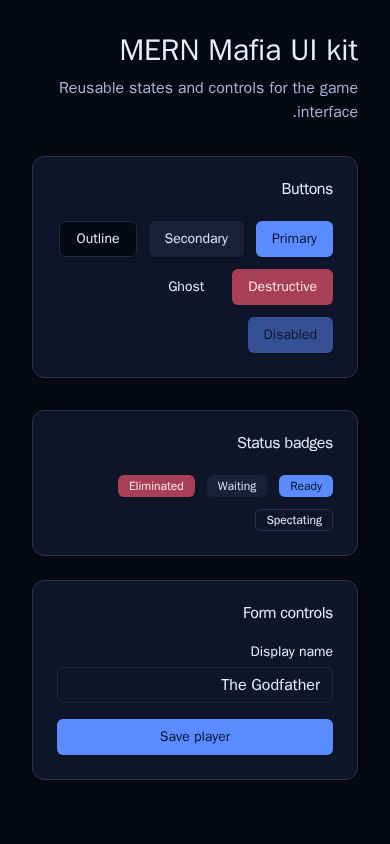 MERN Mafia UI kit
Reusable states and controls for the game
interface.
Buttons
Primary
Secondary
Outline
Destructive
Ghost
Disabled
Status badges
Ready
Waiting
Eliminated
Spectating
Form controls
Display name
The Godfather
Save player